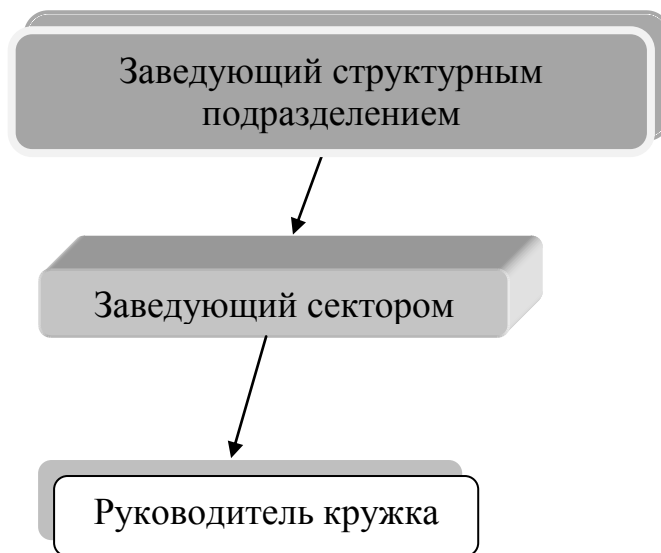 Заведующий структурным
подразделением
Заведующий сектором
Руководитель кружка